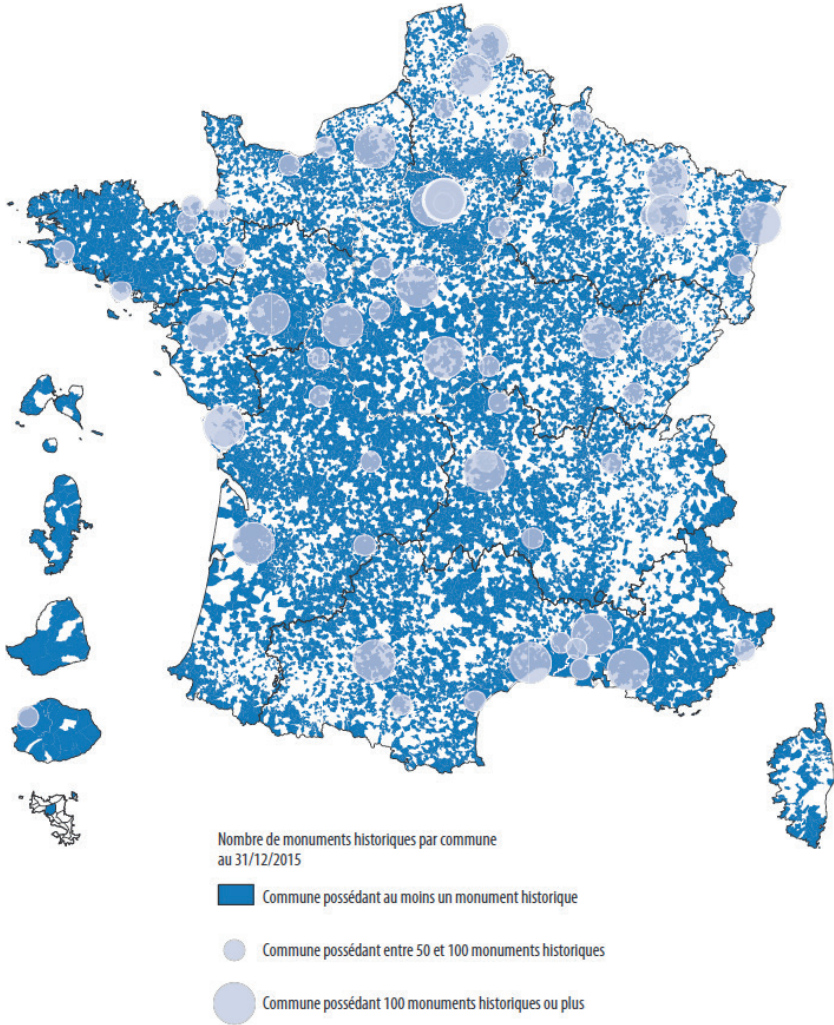 Nombre de monuments historiques par commune
au 31/12/2015
Commune possédant au moins un monument historique
Commune possédant entre 50 et 100 monuments historiques
Commune possédant 100 monuments historiques ou plus